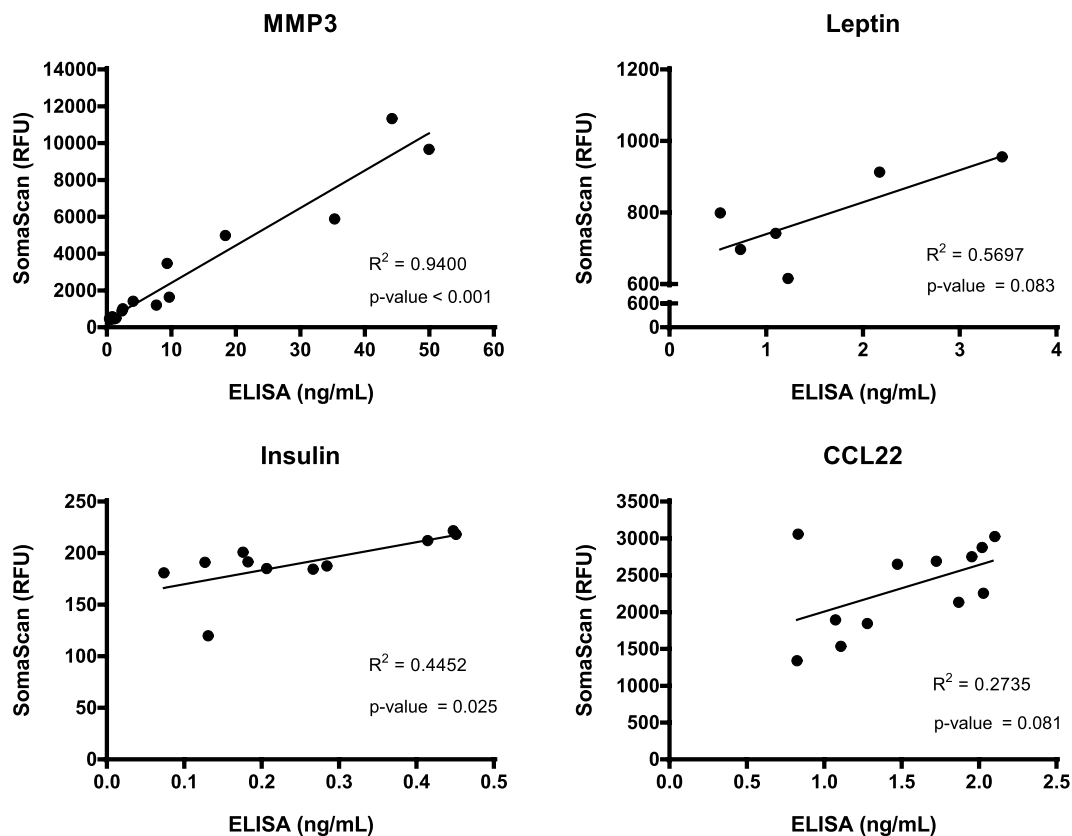 MMP3
SomaScan (RFU)
14000
12000
10000
8000
6000
4000
2000
0
0 10 20 30 40 50 60
ELISA (ng/mL)
R² = 0.9400
p-value < 0.001
Leptin
SomaScan (RFU)
1200
1000
800
600
600
0
0 1 2 3 4
ELISA (ng/mL)
R² = 0.5697
p-value = 0.083
Insulin
SomaScan (RFU)
250
200
150
100
50
0
0.0 0.1 0.2 0.3 0.4 0.5
ELISA (ng/mL)
R² = 0.4452
p-value = 0.025
CCL22
SomaScan (RFU)
3500
3000
2500
2000
1500
1000
500
0
0.0 0.5 1.0 1.5 2.0 2.5
ELISA (ng/mL)
R² = 0.2735
p-value = 0.081